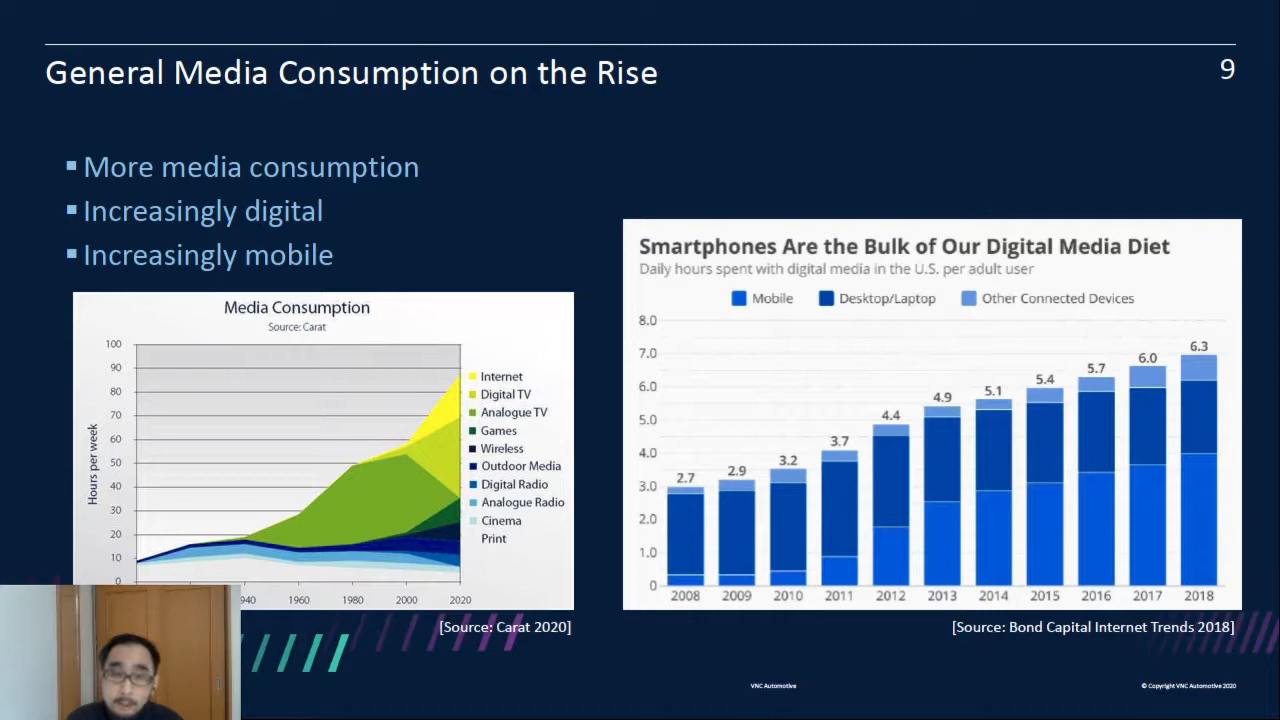 General Media Consumption on the Rise
9
More media consumption
Increasingly digital
Increasingly mobile
Media Consumption
Source: Carat
100
90
80
70
60
50
40
30
20
10
0
Hours per week
940 1960 1980 2000 2020
Internet
Digital TV
Analogue TV
Games
Wireless
Outdoor Media
Digital Radio
Analogue Radio
Cinema
Print
[Source: Carat 2020]
Smartphones Are the Bulk of Our Digital Media Diet
Daily hours spent with digital media in the U.S. per adult user
Mobile Desktop/Laptop Other Connected Devices
8.0
7.0
6.0
5.0
4.0
3.0
2.0
1.0
0
2.7 2.9 3.2 3.7 4.4 4.9 5.1 5.4 5.7 6.0 6.3
2008 2009 2010 2011 2012 2013 2014 2015 2016 2017 2018
[Source: Bond Capital Internet Trends 2018]
VNC Automotive
© Copyright VNC Automotive 2020